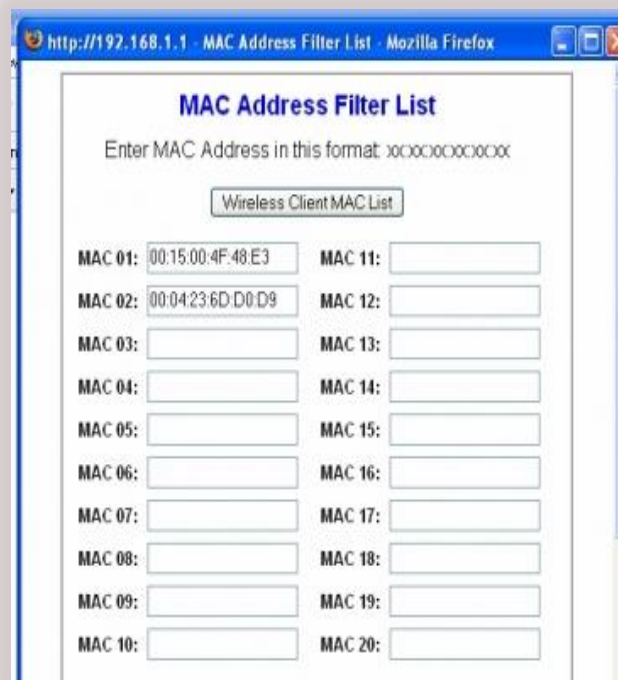 http://192.168.1.1 - MAC Address Filter List - Mozilla Firefox
MAC Address Filter List
Enter MAC Address in this format: xx:xx:xx:xx:xx:xx
Wireless Client MAC List
MAC 01: 00:15:00:4F:48:E3 MAC 11:
MAC 02: 00:04:23:6D:D0:D9 MAC 12:
MAC 03: MAC 13:
MAC 04: MAC 14:
MAC 05: MAC 15:
MAC 06: MAC 16:
MAC 07: MAC 17:
MAC 08: MAC 18:
MAC 09: MAC 19:
MAC 10: MAC 20: